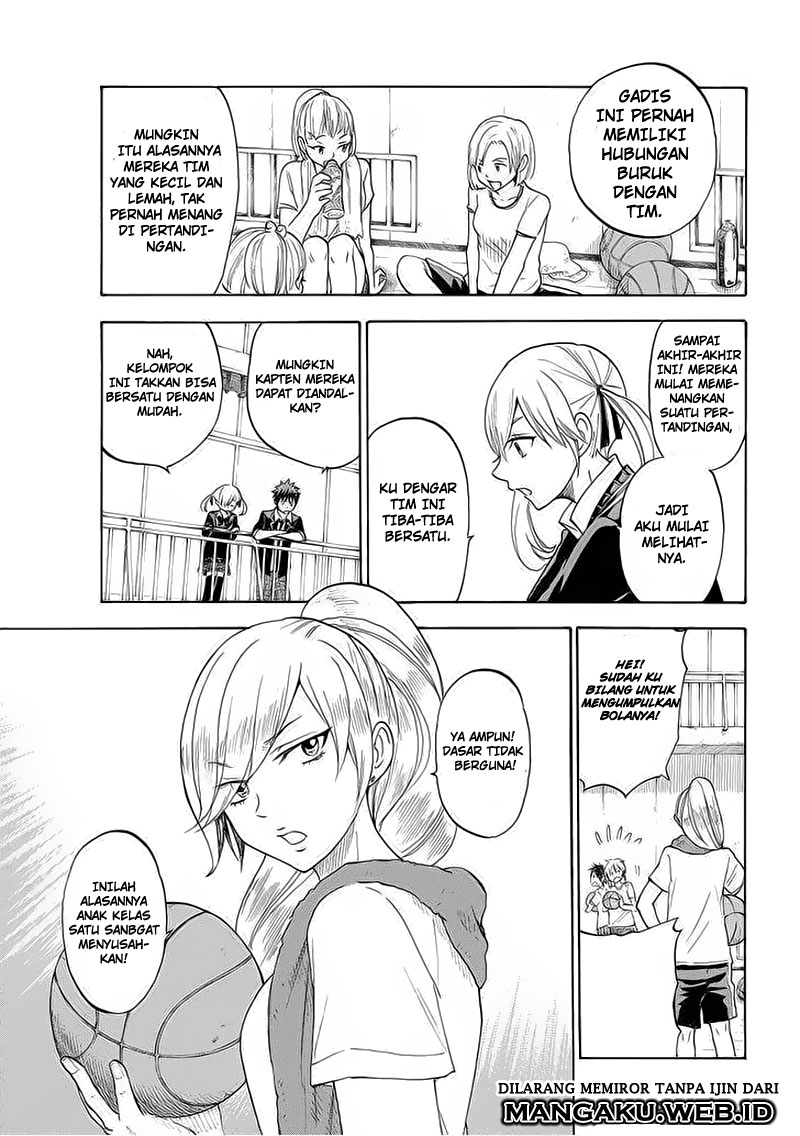 GADIS
INI PERNAH
MEMILIKI
HUBUNGAN
BURUK
DENGAN
TIM.
MUNGKIN
ITU ALASANNYA
MEREKA TIM
YANG KECIL DAN
LEMAH, TAK
PERNAH MENANG
DI PERTANDI-
NGAN.
SAMPAI
AKHIR-AKHIR
INI! MEREKA
MULAI MEME-
NANGKAN
SUATU PER-
TANDINGAN,
JADI
AKU MULAI
MELIHAT-
NYA.
KU DENGAR
TIM INI
TIBA-TIBA
BERSATU.
MUNGKIN
KAPTEN MEREKA
DAPAT DIANDAL-
KAN?
NAH,
KELOMPOK
INI TAKKAN BISA
BERSATU DENGAN
MUDAH.
HEI!
SUDAH KU
BILANG UNTUK
MENGUMPULKAN
BOLANYA!
YA AMPUN!
DASAR TIDAK
BERGUNA!
INILAH
ALASANNYA
ANAK KELAS
SATU SANBGAT
MENYUSAH-
KAN!
DILARANG MEMIROR TANPA IJIN DARI
MANGAKU.WEB.ID